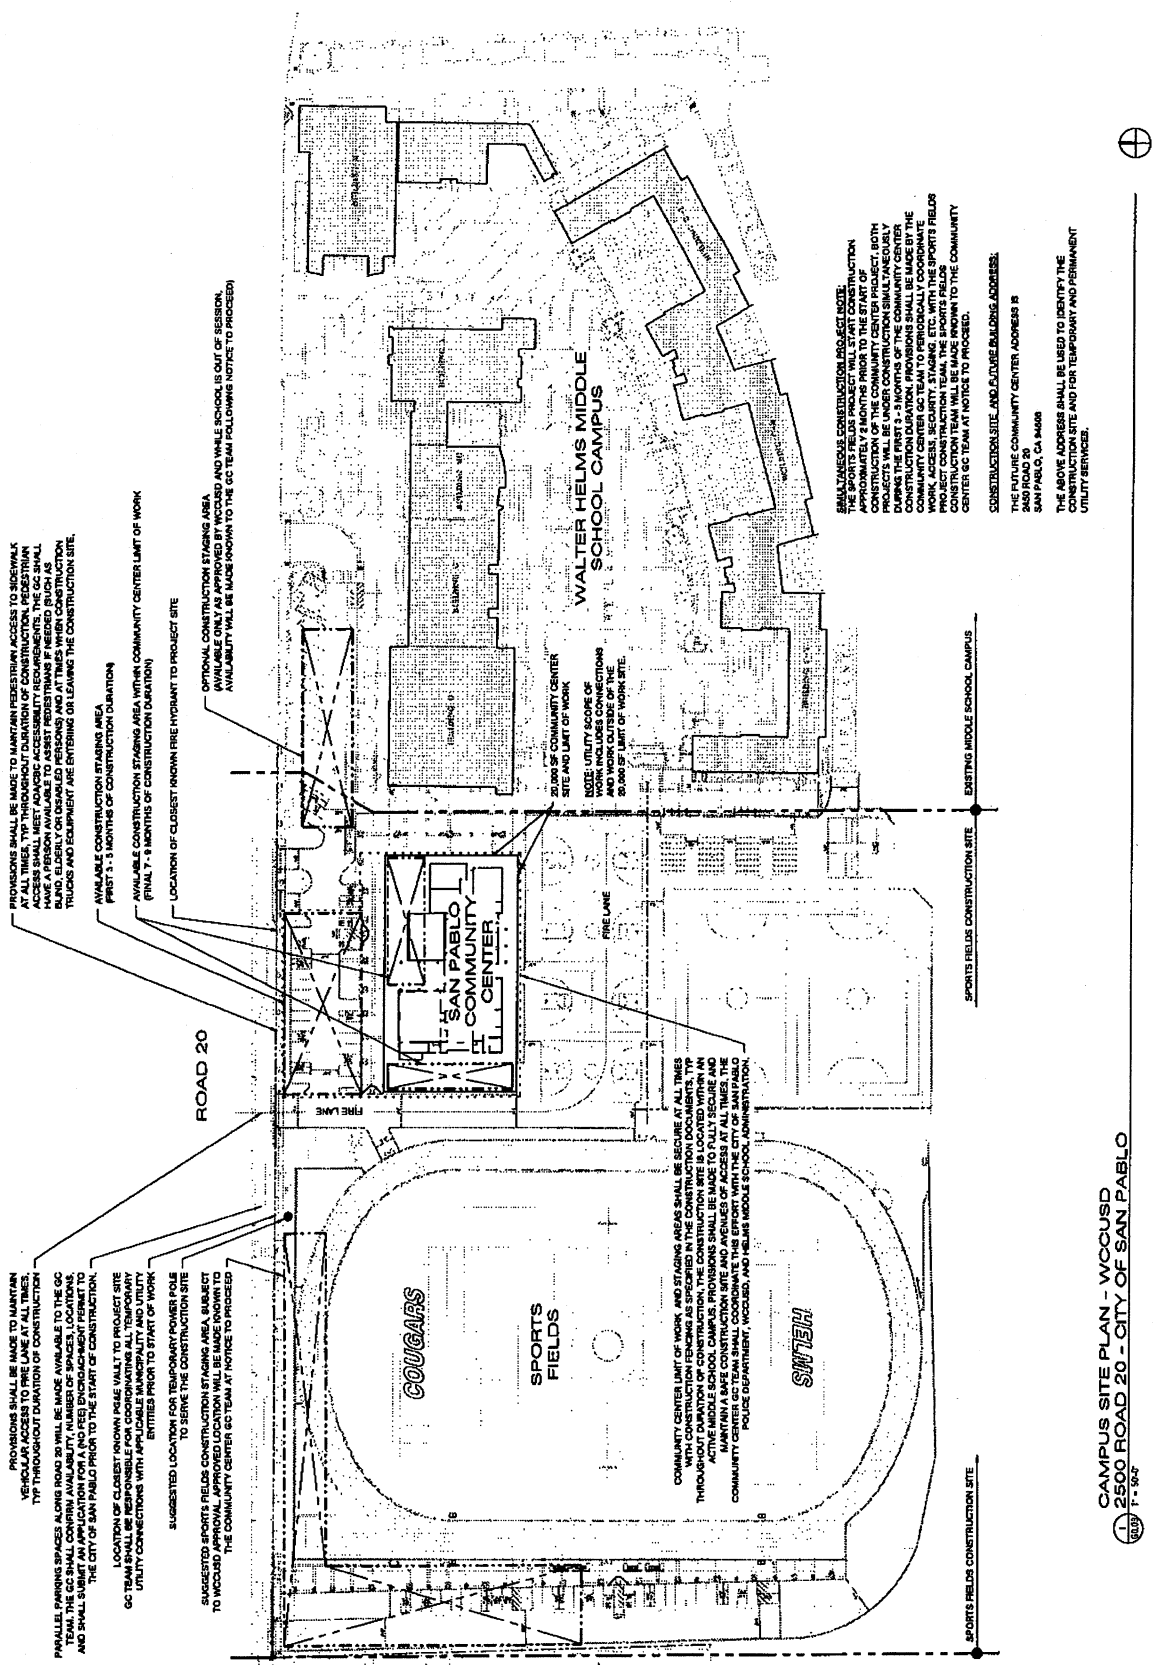 PROVISIONS SHALL BE MADE TO MAINTAIN
VEHICULAR ACCESS TO FIRE LANE AT ALL TIMES,
TYP THROUGHOUT DURATION OF CONSTRUCTION
PARALLEL PARKING SPACES ALONG ROAD 20 WILL BE MADE AVAILABLE TO THE GC
TEAM. THE GC SHALL CONFIRM AVAILABILITY, NUMBER OF SPACES, LOCATIONS,
AND SHALL SUBMIT AN APPLICATION FOR A (NO FEE) ENCROACHMENT PERMIT TO
THE CITY OF SAN PABLO PRIOR TO THE START OF CONSTRUCTION.
LOCATION OF CLOSEST KNOWN PG&E VAULT TO PROJECT SITE
GC TEAM SHALL BE RESPONSIBLE FOR COORDINATING ALL TEMPORARY
UTILITY CONNECTIONS WITH APPLICABLE MUNICIPALITY AND UTILITY
ENTITIES PRIOR TO START OF WORK
SUGGESTED LOCATION FOR TEMPORARY POWER POLE
TO SERVE THE CONSTRUCTION SITE
SUGGESTED SPORTS FIELDS CONSTRUCTION STAGING AREA, SUBJECT
TO WCCUSD APPROVAL. APPROVED LOCATION WILL BE MADE KNOWN TO
THE COMMUNITY CENTER GC TEAM AT NOTICE TO PROCEED
PROVISIONS SHALL BE MADE TO MAINTAIN PEDESTRIAN ACCESS TO SIDEWALK
AT ALL TIMES, TYP THROUGHOUT DURATION OF CONSTRUCTION. PEDESTRIAN
ACCESS SHALL MEET ADA/CBC ACCESSIBILITY REQUIREMENTS. THE GC SHALL
HAVE A PERSON AVAILABLE TO ASSIST PEDESTRIANS IF NEEDED (SUCH AS
BLIND, ELDERLY OR DISABLED PERSONS) AND AT TIMES WHEN CONSTRUCTION
TRUCKS AND EQUIPMENT ARE ENTERING OR LEAVING THE CONSTRUCTION SITE.
AVAILABLE CONSTRUCTION STAGING AREA
(FIRST 3 - 5 MONTHS OF CONSTRUCTION DURATION)
AVAILABLE CONSTRUCTION STAGING AREA WITHIN COMMUNITY CENTER LIMIT OF WORK
(FINAL 7 - 9 MONTHS OF CONSTRUCTION DURATION)
LOCATION OF CLOSEST KNOWN FIRE HYDRANT TO PROJECT SITE
OPTIONAL CONSTRUCTION STAGING AREA
(AVAILABLE ONLY AS APPROVED BY WCCUSD AND WHILE SCHOOL IS OUT OF SESSION,
AVAILABILITY WILL BE MADE KNOWN TO THE GC TEAM FOLLOWING NOTICE TO PROCEED)
ROAD 20
FIRE LANE
SAN PABLO
COMMUNITY
CENTER
FIRE LANE
COUGARS
SPORTS
FIELDS
HELMS
20,000 SF COMMUNITY CENTER
SITE AND LIMIT OF WORK
NOTE: UTILITY SCOPE OF
WORK INCLUDES CONNECTIONS
AND WORK OUTSIDE OF THE
20,000 SF LIMIT OF WORK SITE.
WALTER HELMS MIDDLE
SCHOOL CAMPUS
COMMUNITY CENTER LIMIT OF WORK AND STAGING AREAS SHALL BE SECURE AT ALL TIMES
WITH CONSTRUCTION FENCING AS SPECIFIED IN THE CONSTRUCTION DOCUMENTS, TYP
THROUGHOUT DURATION OF CONSTRUCTION. THE CONSTRUCTION SITE IS LOCATED WITHIN AN
ACTIVE MIDDLE SCHOOL CAMPUS. PROVISIONS SHALL BE MADE TO FULLY SECURE AND
MAINTAIN A SAFE CONSTRUCTION SITE AND AVENUES OF ACCESS AT ALL TIMES. THE
COMMUNITY CENTER GC TEAM SHALL COORDINATE THIS EFFORT WITH THE CITY OF SAN PABLO
POLICE DEPARTMENT, WCCUSD, AND HELMS MIDDLE SCHOOL ADMINISTRATION.
SIMULTANEOUS CONSTRUCTION PROJECT NOTE:
THE SPORTS FIELDS PROJECT WILL START CONSTRUCTION
APPROXIMATELY 2 MONTHS PRIOR TO THE START OF
CONSTRUCTION OF THE COMMUNITY CENTER PROJECT. BOTH
PROJECTS WILL BE UNDER CONSTRUCTION SIMULTANEOUSLY
DURING THE FIRST 3 - 5 MONTHS OF THE COMMUNITY CENTER
CONSTRUCTION DURATION. PROVISIONS SHALL BE MADE BY THE
COMMUNITY CENTER GC TEAM TO PERIODICALLY COORDINATE
WORK, ACCESS, SECURITY, STAGING, ETC. WITH THE SPORTS FIELDS
PROJECT CONSTRUCTION TEAM. THE SPORTS FIELDS
CONSTRUCTION TEAM WILL BE MADE KNOWN TO THE COMMUNITY
CENTER GC TEAM AT NOTICE TO PROCEED.
CONSTRUCTION SITE AND FUTURE BUILDING ADDRESS:
THE FUTURE COMMUNITY CENTER ADDRESS IS
2450 ROAD 20
SAN PABLO, CA 94806
THE ABOVE ADDRESS SHALL BE USED TO IDENTIFY THE
CONSTRUCTION SITE AND FOR TEMPORARY AND PERMANENT
UTILITY SERVICES.
SPORTS FIELDS CONSTRUCTION SITE
SPORTS FIELDS CONSTRUCTION SITE
EXISTING MIDDLE SCHOOL CAMPUS
CAMPUS SITE PLAN - WCCUSD
1 2500 ROAD 20 - CITY OF SAN PABLO
G0.03 1" = 50'-0"